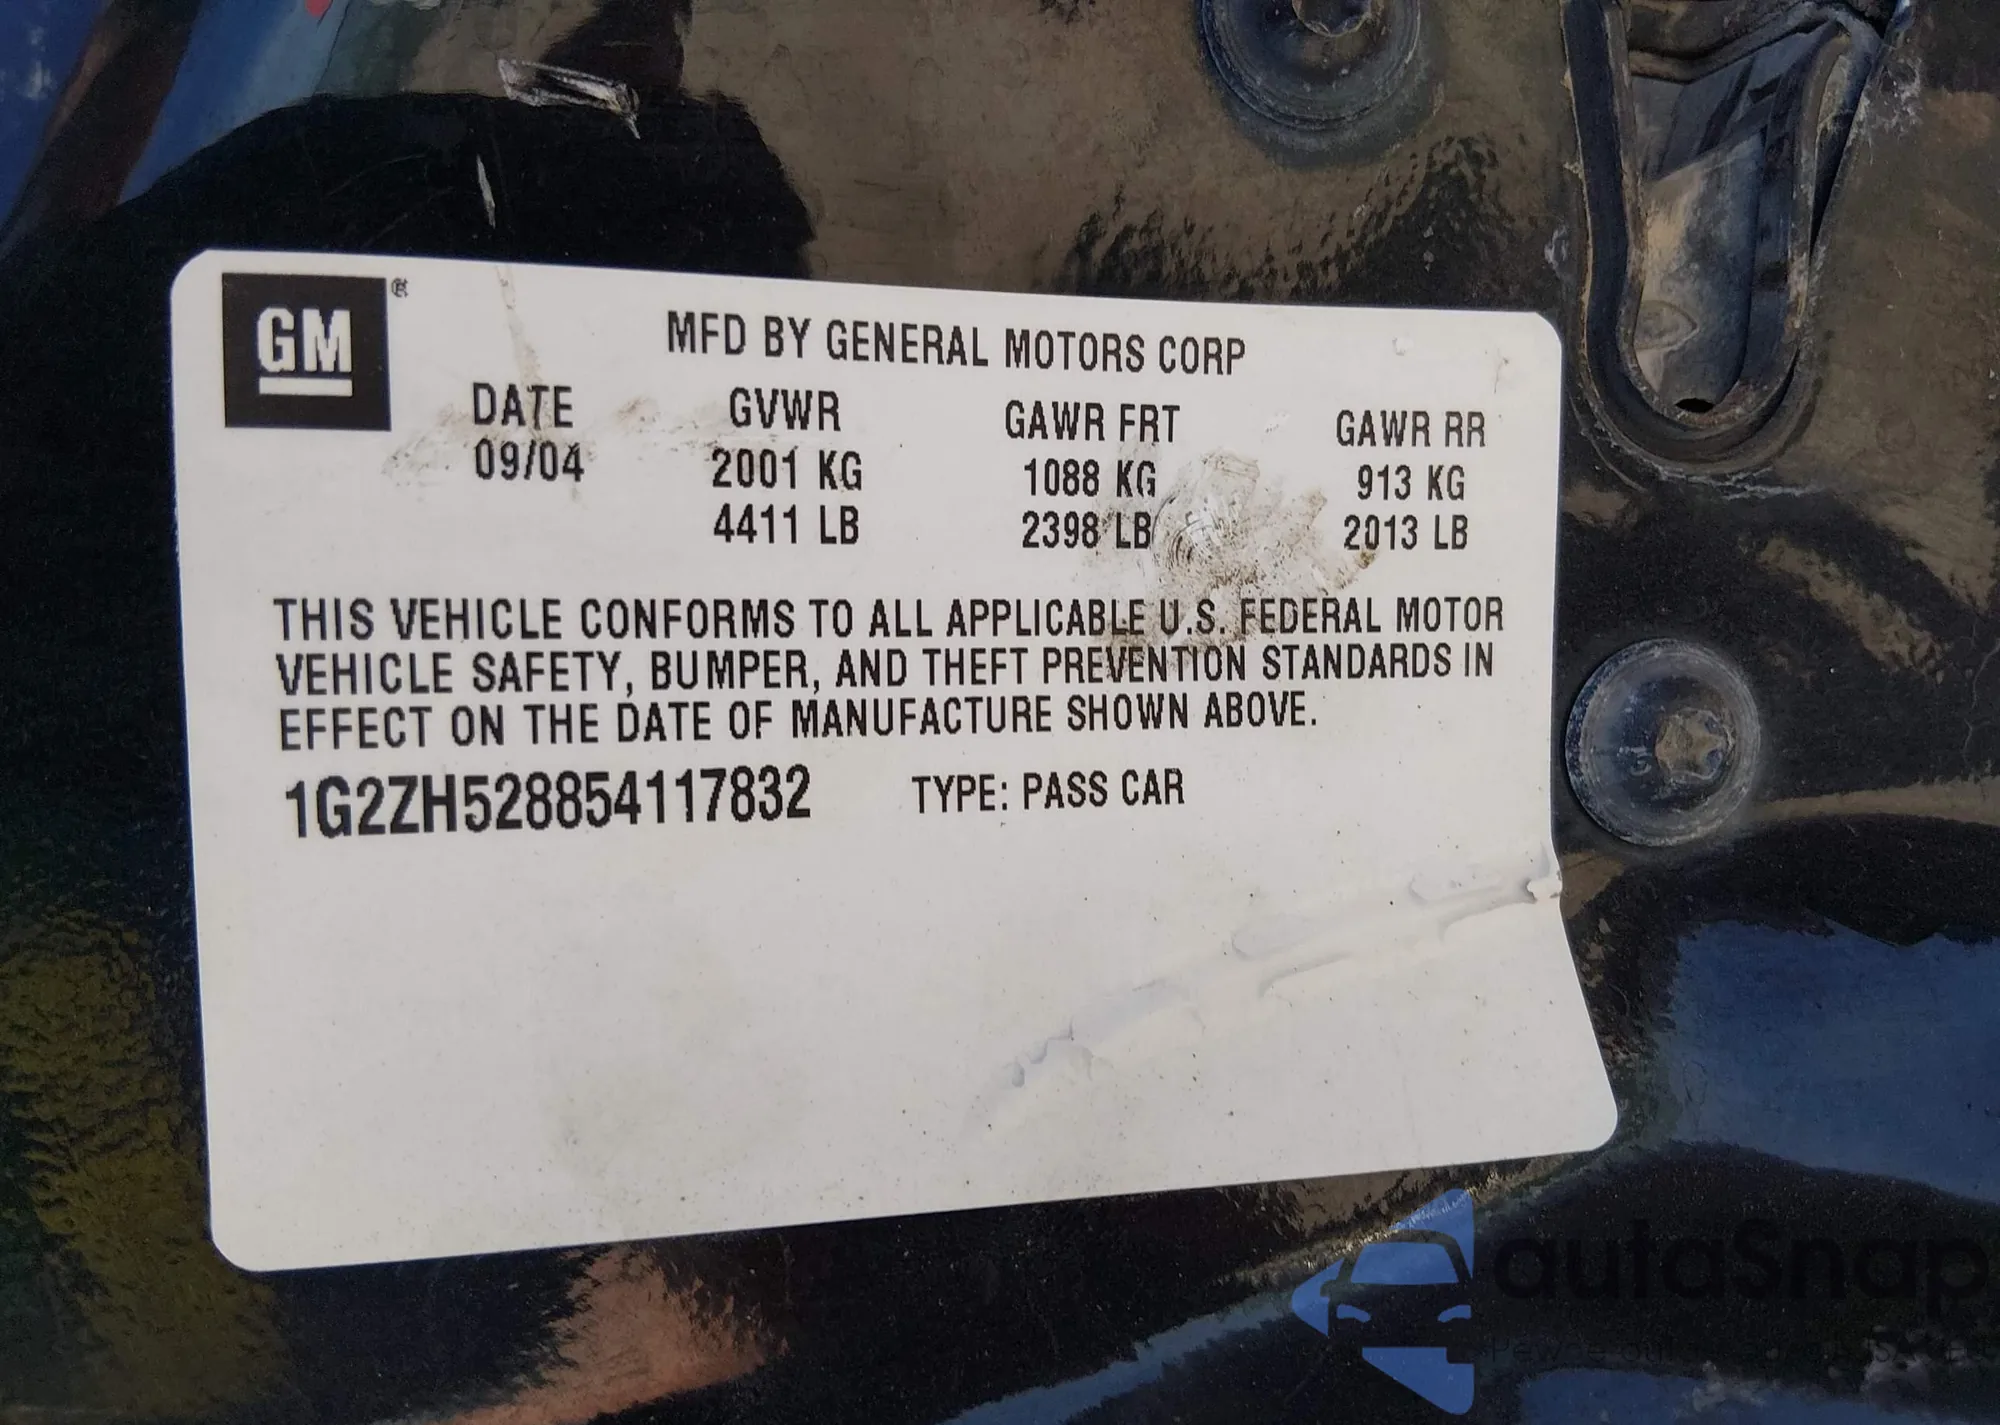 GM ®
MFD BY GENERAL MOTORS CORP
DATE GVWR GAWR FRT GAWR RR
09/04 2001 KG 1088 KG 913 KG
4411 LB 2398 LB 2013 LB
THIS VEHICLE CONFORMS TO ALL APPLICABLE U.S. FEDERAL MOTOR
VEHICLE SAFETY, BUMPER, AND THEFT PREVENTION STANDARDS IN
EFFECT ON THE DATE OF MANUFACTURE SHOWN ABOVE.
1G2ZH528854117832 TYPE: PASS CAR
autaSnap